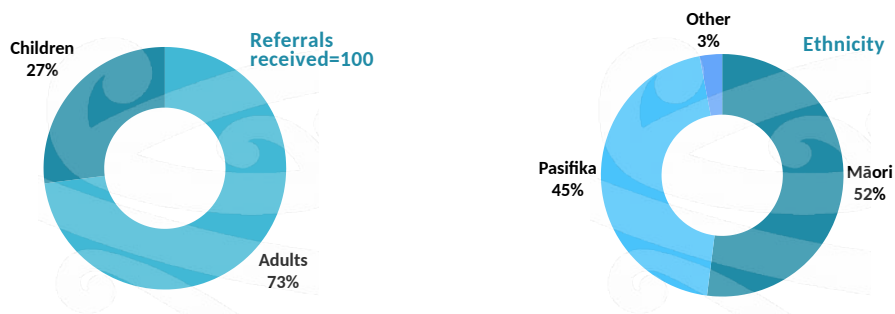 Referrals
received=100
Children
27%
Adults
73%
Ethnicity
Other
3%
Pasifika
45%
Māori
52%